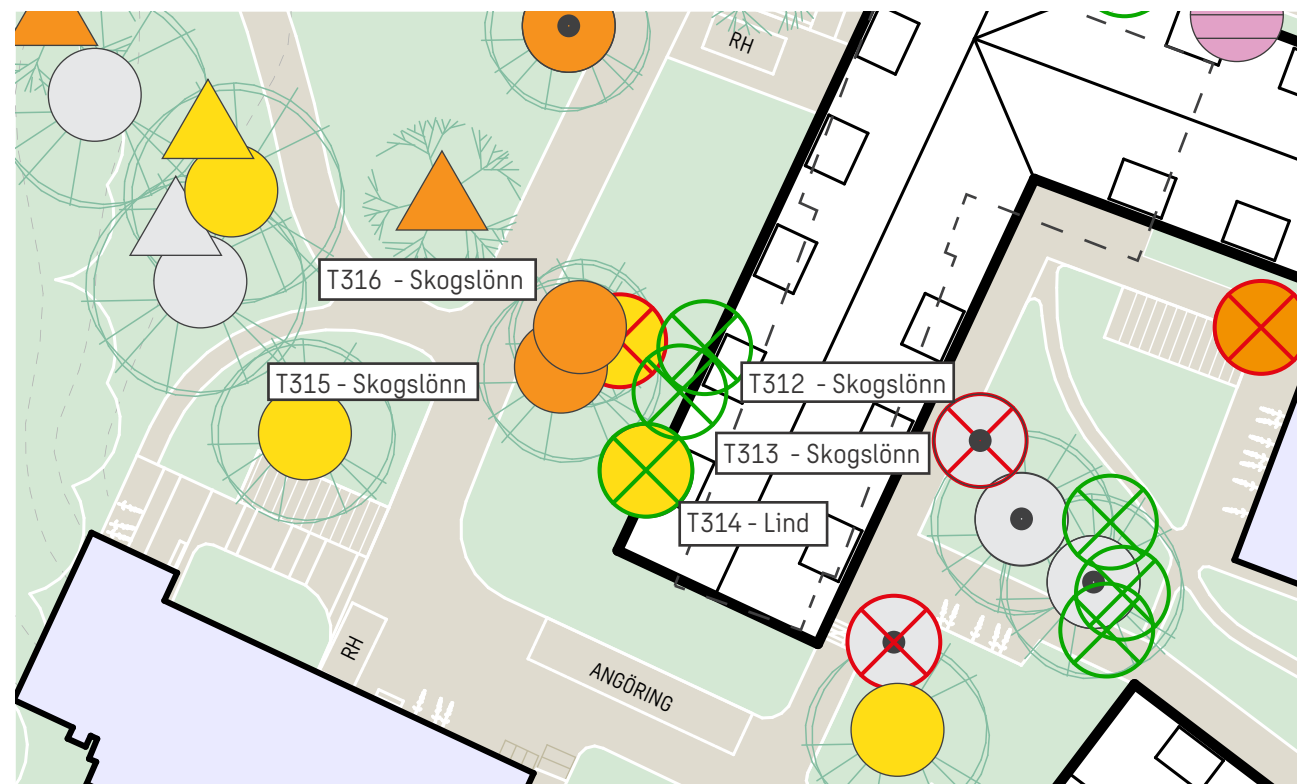 RH
T316 - Skogslönn
T315 - Skogslönn
T312 - Skogslönn
T313 - Skogslönn
T314 - Lind
RH
ANGÖRING